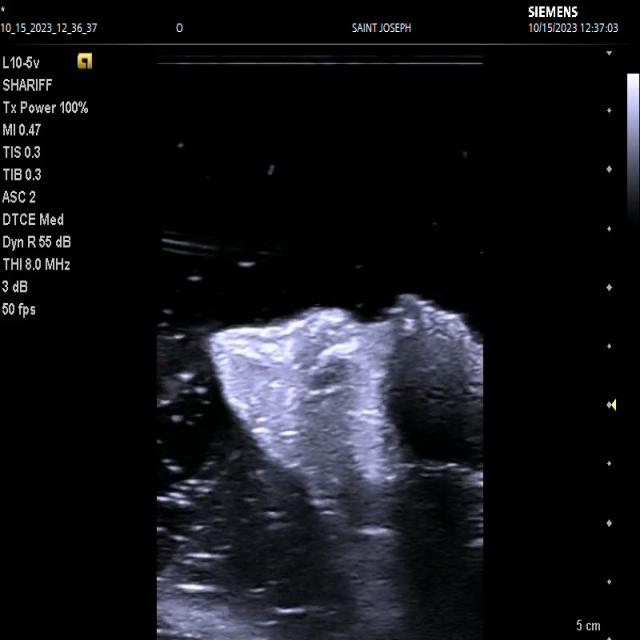 *
SIEMENS
10_15_2023_12_36_37
O
SAINT JOSEPH
10/15/2023 12:37:03
L10-5v
SHARIFF
Tx Power 100%
MI 0.47
TIS 0.3
TIB 0.3
ASC 2
DTCE Med
Dyn R 55 dB
THI 8.0 MHz
3 dB
50 fps
5 cm